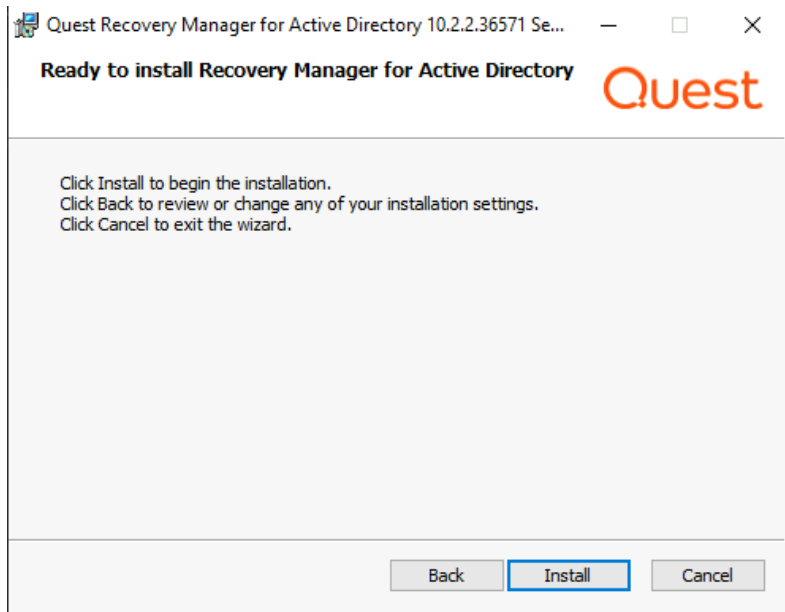 Quest Recovery Manager for Active Directory 10.2.2.36571 Se...
Ready to install Recovery Manager for Active Directory
Quest
Click Install to begin the installation.
Click Back to review or change any of your installation settings.
Click Cancel to exit the wizard.
Back Install Cancel